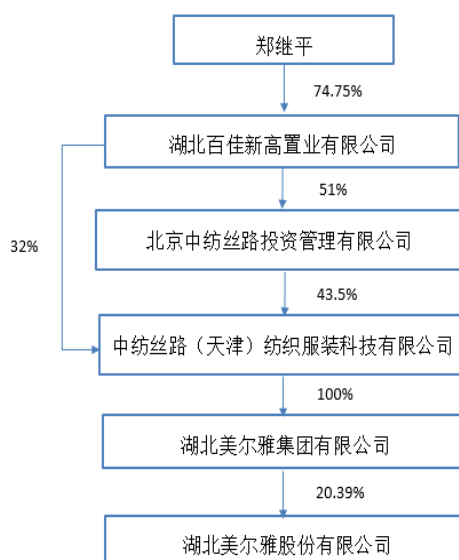 郑继平
74.75%
湖北百佳新高置业有限公司
51%
32%
北京中纺丝路投资管理有限公司
43.5%
中纺丝路（天津）纺织服装科技有限公司
100%
湖北美尔雅集团有限公司
20.39%
湖北美尔雅股份有限公司